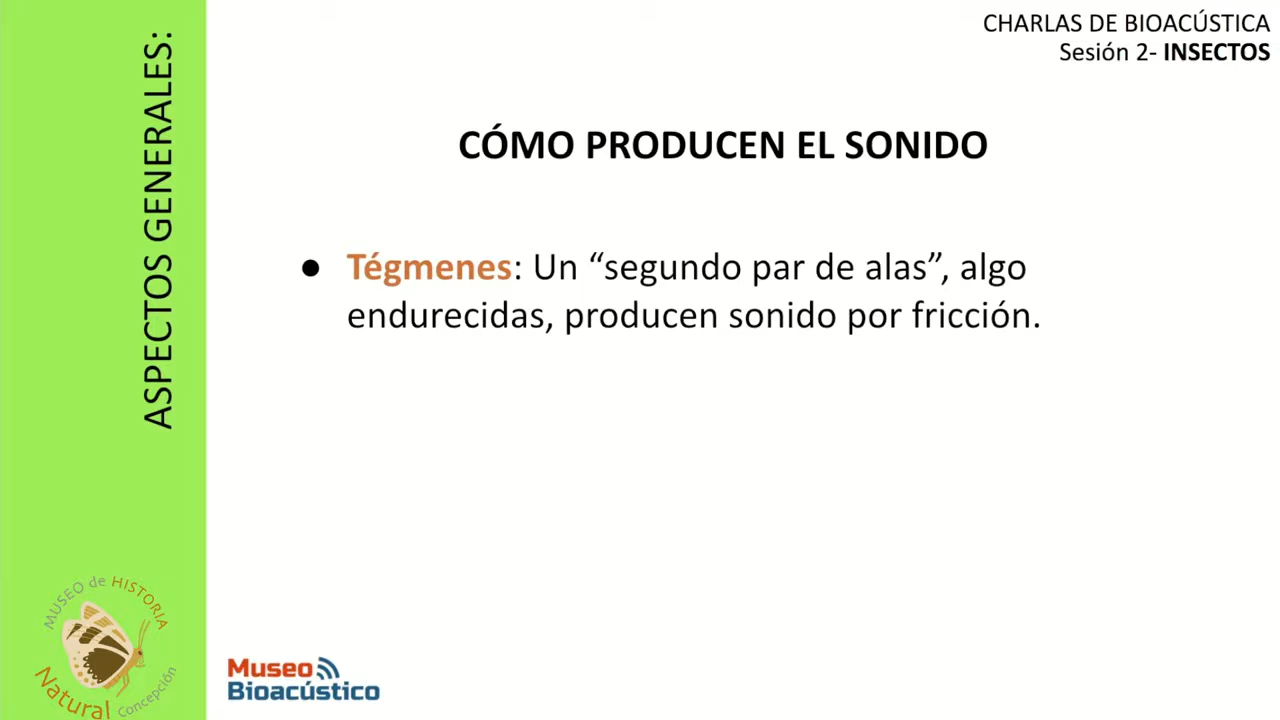 CHARLAS DE BIOACÚSTICA
Sesión 2- INSECTOS
ASPECTOS GENERALES:
CÓMO PRODUCEN EL SONIDO
● Tégmenes: Un “segundo par de alas”, algo
endurecidas, producen sonido por fricción.
MUSEO de HISTORIA
Natural Concepción
Museo
Bioacústico